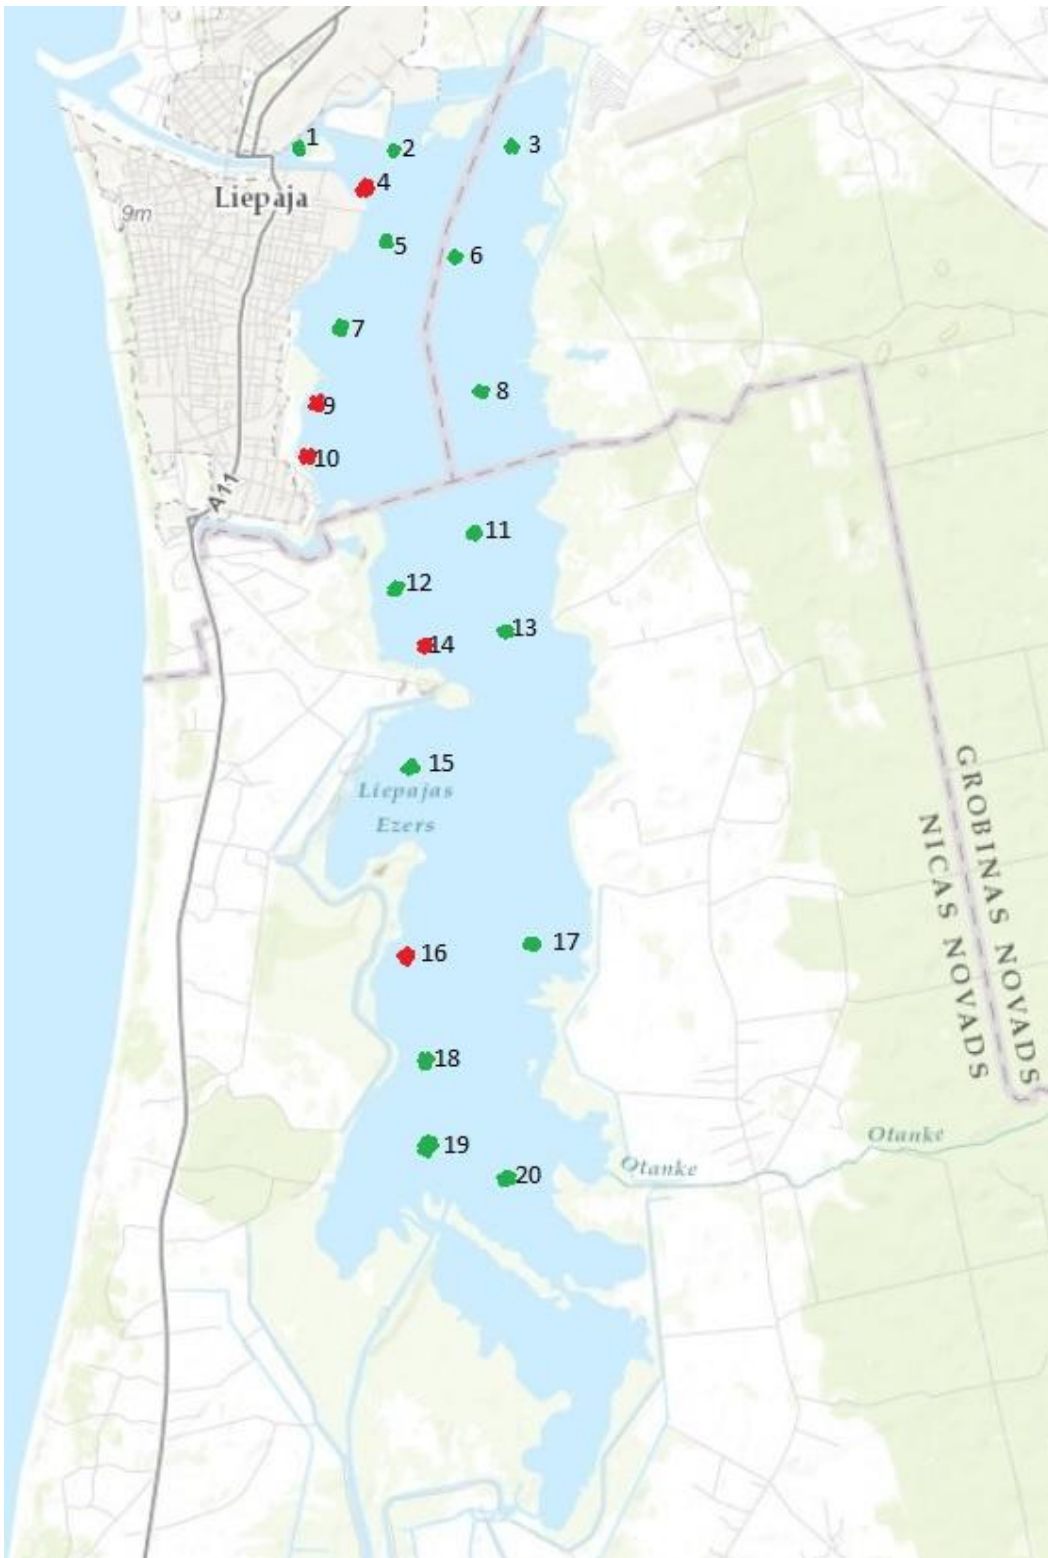 1
2
3
4
Liepaja
9m
5
6
7
8
9
10
A11
11
12
13
14
15
Liepajas
Ezers
GROBINAS NOVADS
NICAS NOVADS
16
17
18
19
Otanke
Otanke
20